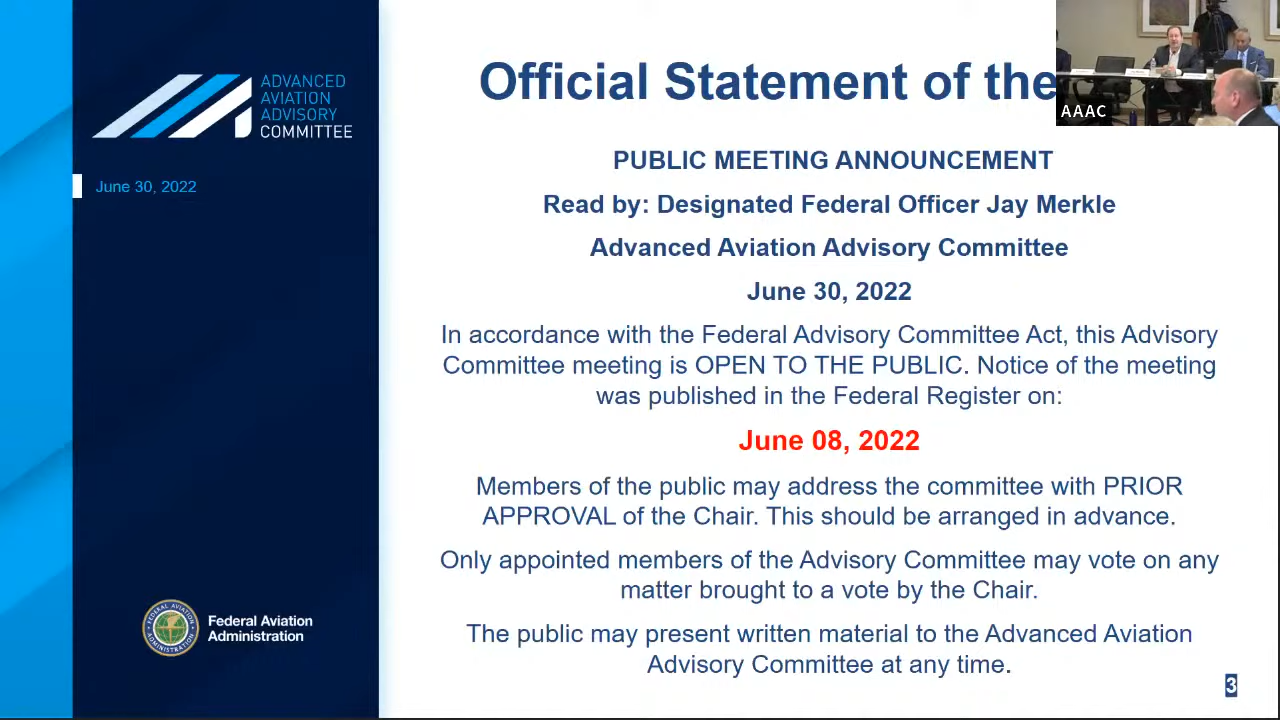 ADVANCED
AVIATION
ADVISORY
COMMITTEE
June 30, 2022
Official Statement of the
AAAC
PUBLIC MEETING ANNOUNCEMENT
Read by: Designated Federal Officer Jay Merkle
Advanced Aviation Advisory Committee
June 30, 2022
In accordance with the Federal Advisory Committee Act, this Advisory
Committee meeting is OPEN TO THE PUBLIC. Notice of the meeting
was published in the Federal Register on:
June 08, 2022
Members of the public may address the committee with PRIOR
APPROVAL of the Chair. This should be arranged in advance.
Only appointed members of the Advisory Committee may vote on any
matter brought to a vote by the Chair.
The public may present written material to the Advanced Aviation
Advisory Committee at any time.
FEDERAL AVIATION
ADMINISTRATION
Federal Aviation
Administration
3